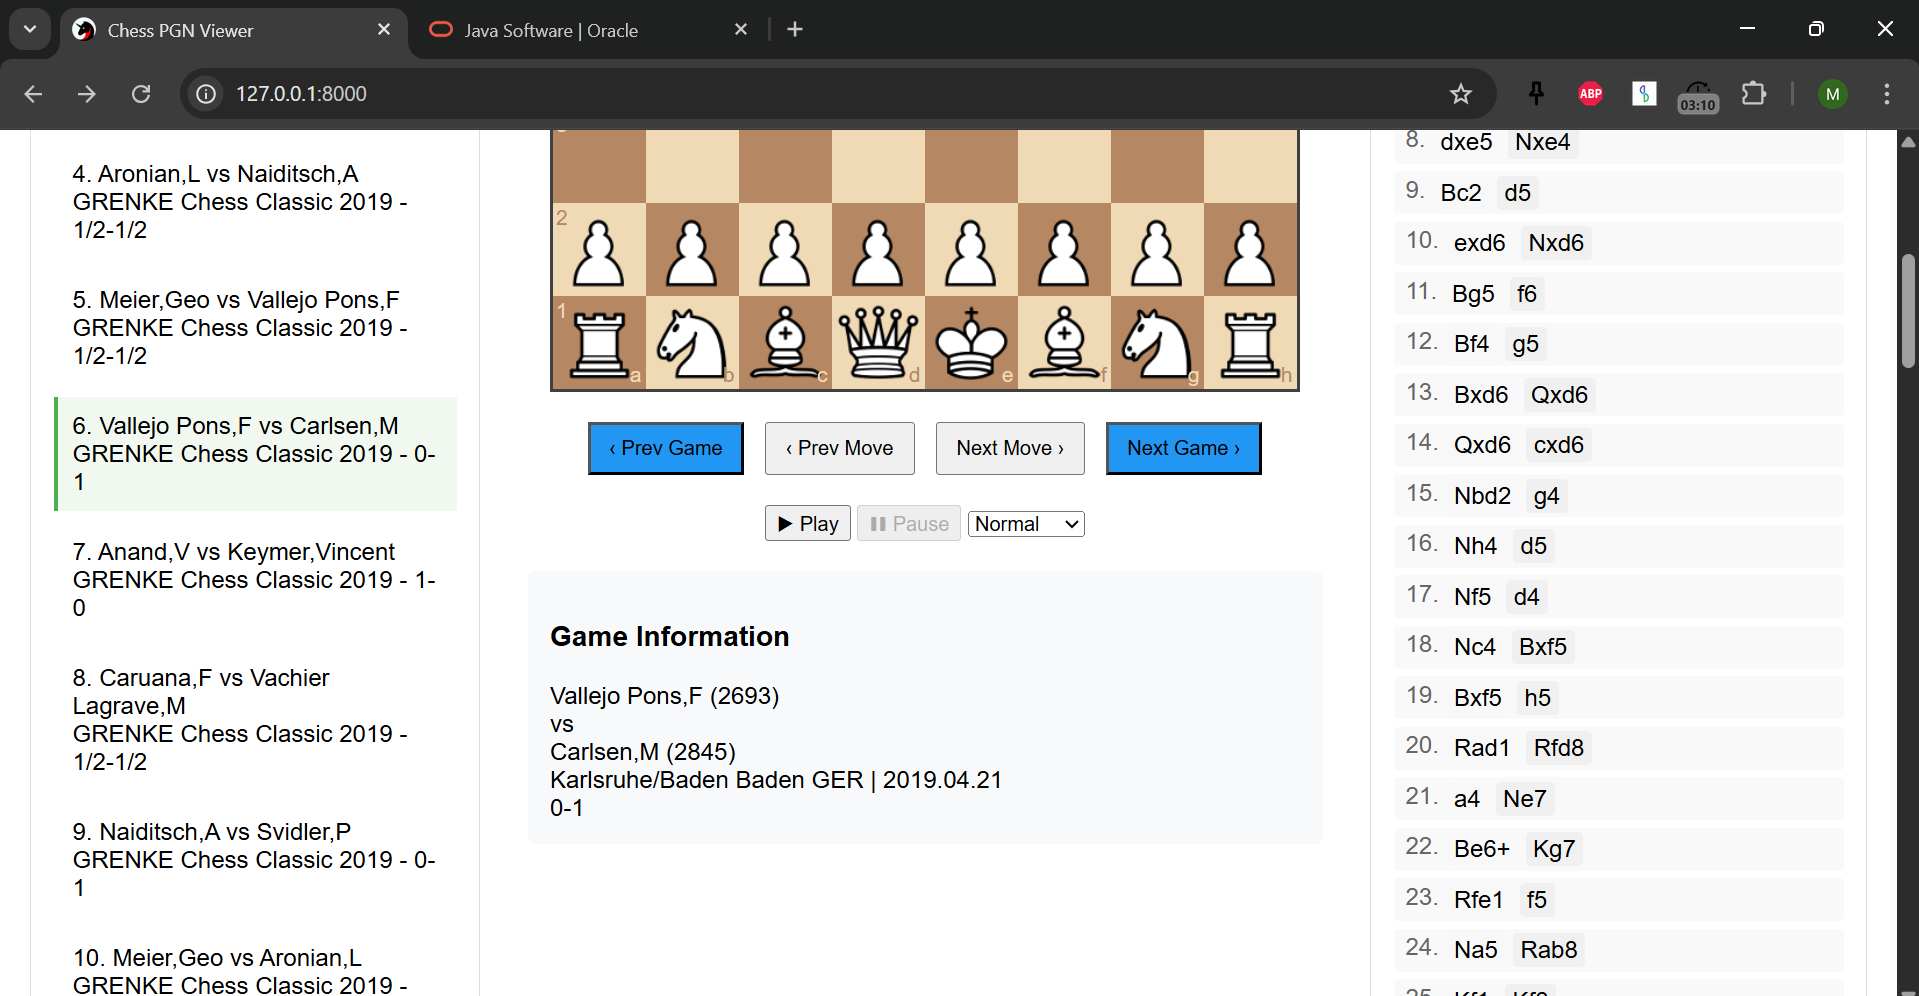 Chess PGN Viewer
Java Software | Oracle
127.0.0.1:8000
ABP
03:10
M
4. Aronian,L vs Naiditsch,A
GRENKE Chess Classic 2019 -
1/2-1/2
5. Meier,Geo vs Vallejo Pons,F
GRENKE Chess Classic 2019 -
1/2-1/2
6. Vallejo Pons,F vs Carlsen,M
GRENKE Chess Classic 2019 - 0-
1
7. Anand,V vs Keymer,Vincent
GRENKE Chess Classic 2019 - 1-
0
8. Caruana,F vs Vachier
Lagrave,M
GRENKE Chess Classic 2019 -
1/2-1/2
9. Naiditsch,A vs Svidler,P
GRENKE Chess Classic 2019 - 0-
1
10. Meier,Geo vs Aronian,L
GRENKE Chess Classic 2019 -
2
1
a b c d e f g h
‹ Prev Game
‹ Prev Move
Next Move ›
Next Game ›
Play
Pause
Normal
Game Information
Vallejo Pons,F (2693)
vs
Carlsen,M (2845)
Karlsruhe/Baden Baden GER | 2019.04.21
0-1
8. dxe5 Nxe4
9. Bc2 d5
10. exd6 Nxd6
11. Bg5 f6
12. Bf4 g5
13. Bxd6 Qxd6
14. Qxd6 cxd6
15. Nbd2 g4
16. Nh4 d5
17. Nf5 d4
18. Nc4 Bxf5
19. Bxf5 h5
20. Rad1 Rfd8
21. a4 Ne7
22. Be6+ Kg7
23. Rfe1 f5
24. Na5 Rab8